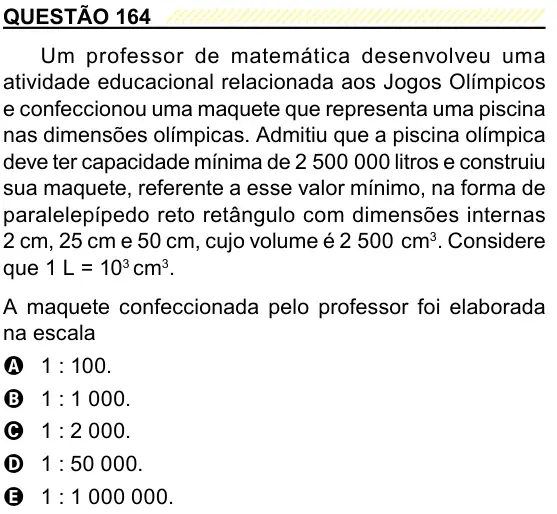 QUESTÃO 164
Um professor de matemática desenvolveu uma
atividade educacional relacionada aos Jogos Olímpicos
e confeccionou uma maquete que representa uma piscina
nas dimensões olímpicas. Admitiu que a piscina olímpica
deve ter capacidade mínima de 2 500 000 litros e construiu
sua maquete, referente a esse valor mínimo, na forma de
paralelepípedo reto retângulo com dimensões internas
2 cm, 25 cm e 50 cm, cujo volume é 2 500 cm³. Considere
que 1 L = 10³ cm³.
A maquete confeccionada pelo professor foi elaborada
na escala
A 1 : 100.
B 1 : 1 000.
C 1 : 2 000.
D 1 : 50 000.
E 1 : 1 000 000.